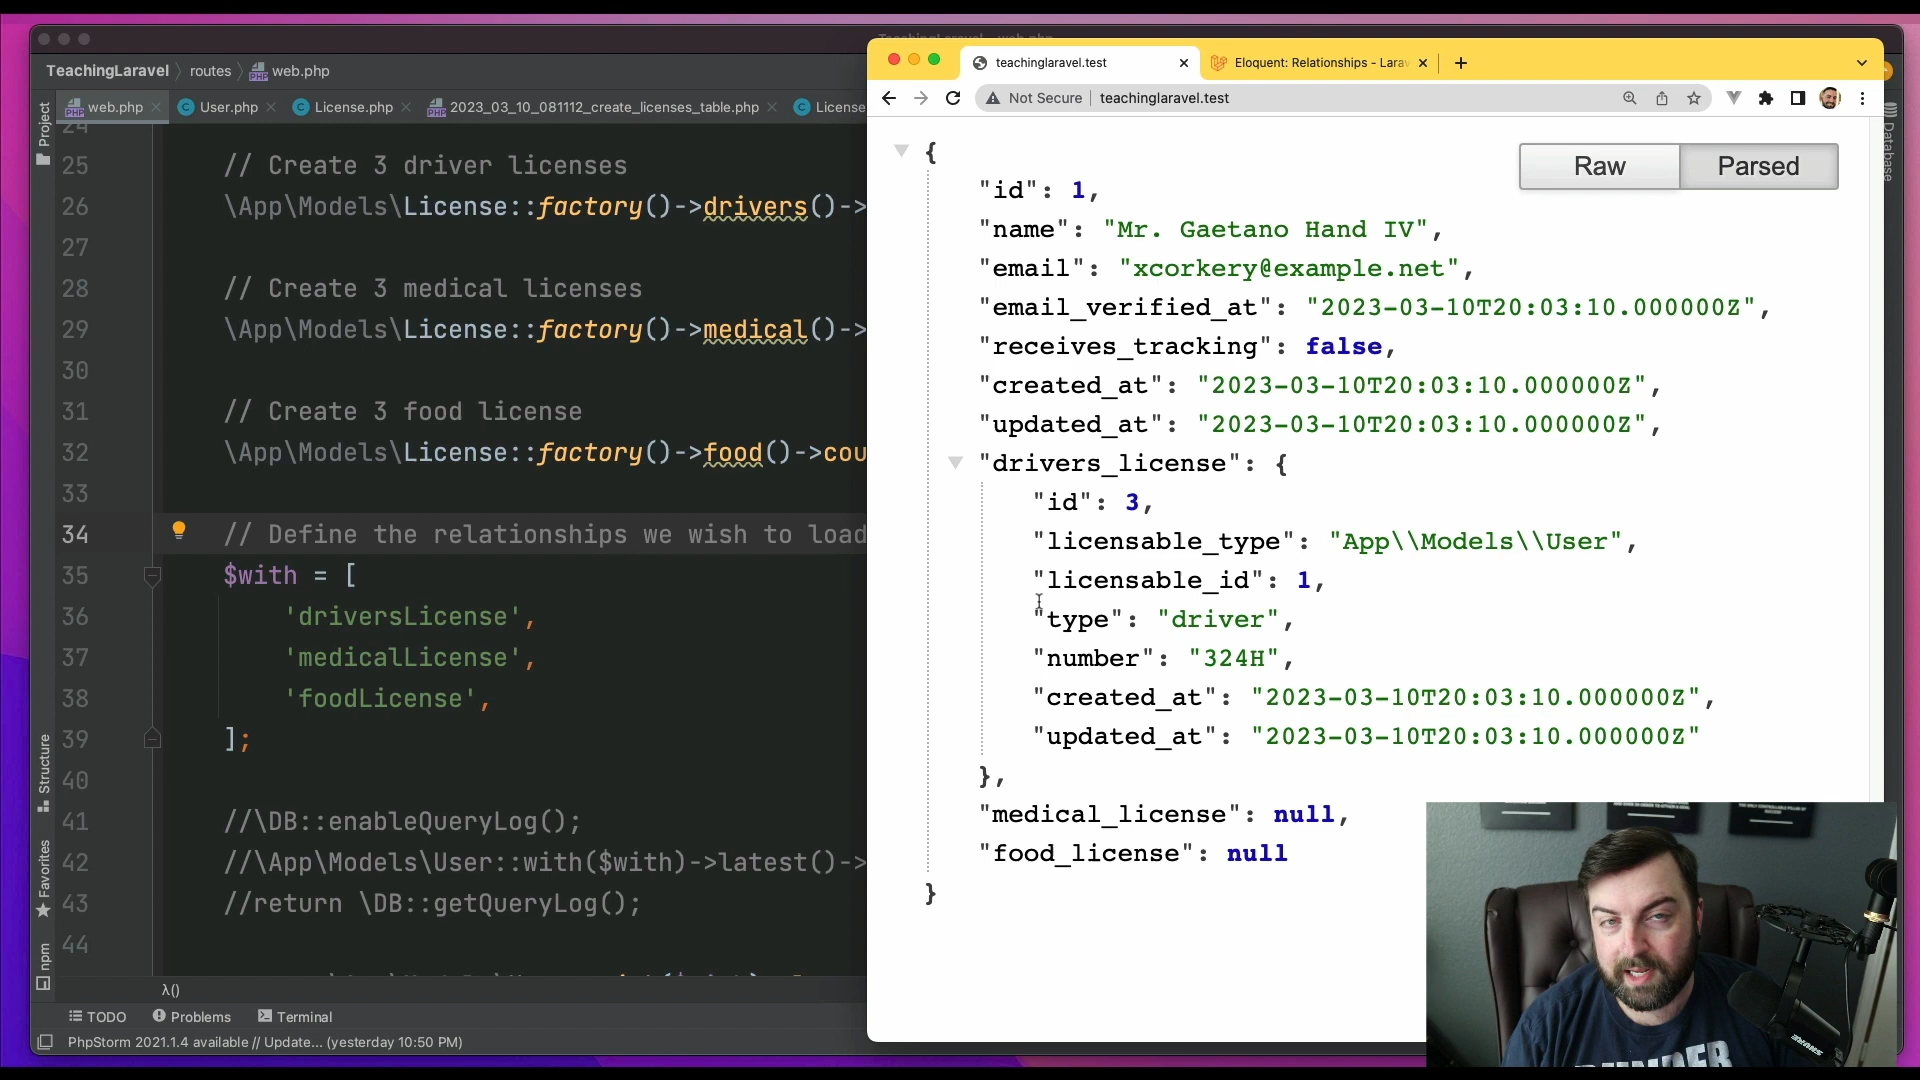 TeachingLaravel routes web.php
web.php User.php License.php 2023_03_10_081112_create_licenses_table.php License
Project
24
25 // Create 3 driver licenses
26 \App\Models\License::factory()->drivers()->
27
28 // Create 3 medical licenses
29 \App\Models\License::factory()->medical()->
30
31 // Create 3 food license
32 \App\Models\License::factory()->food()->cou
33
34 // Define the relationships we wish to load
35 $with = [
36 'driversLicense',
37 'medicalLicense',
38 'foodLicense',
39 ];
40
41 //\DB::enableQueryLog();
42 //\App\Models\User::with($with)->latest()->
43 //return \DB::getQueryLog();
44
Structure
Favorites
npm
λ()
TODO Problems Terminal
PhpStorm 2021.1.4 available // Update... (yesterday 10:50 PM)
teachinglaravel.test Eloquent: Relationships - Larav
Not Secure teachinglaravel.test
Database
Raw Parsed
{
"id": 1,
"name": "Mr. Gaetano Hand IV",
"email": "xcorkery@example.net",
"email_verified_at": "2023-03-10T20:03:10.000000Z",
"receives_tracking": false,
"created_at": "2023-03-10T20:03:10.000000Z",
"updated_at": "2023-03-10T20:03:10.000000Z",
"drivers_license": {
"id": 3,
"licensable_type": "App\\Models\\User",
"licensable_id": 1,
"type": "driver",
"number": "324H",
"created_at": "2023-03-10T20:03:10.000000Z",
"updated_at": "2023-03-10T20:03:10.000000Z"
},
"medical_license": null,
"food_license": null
}